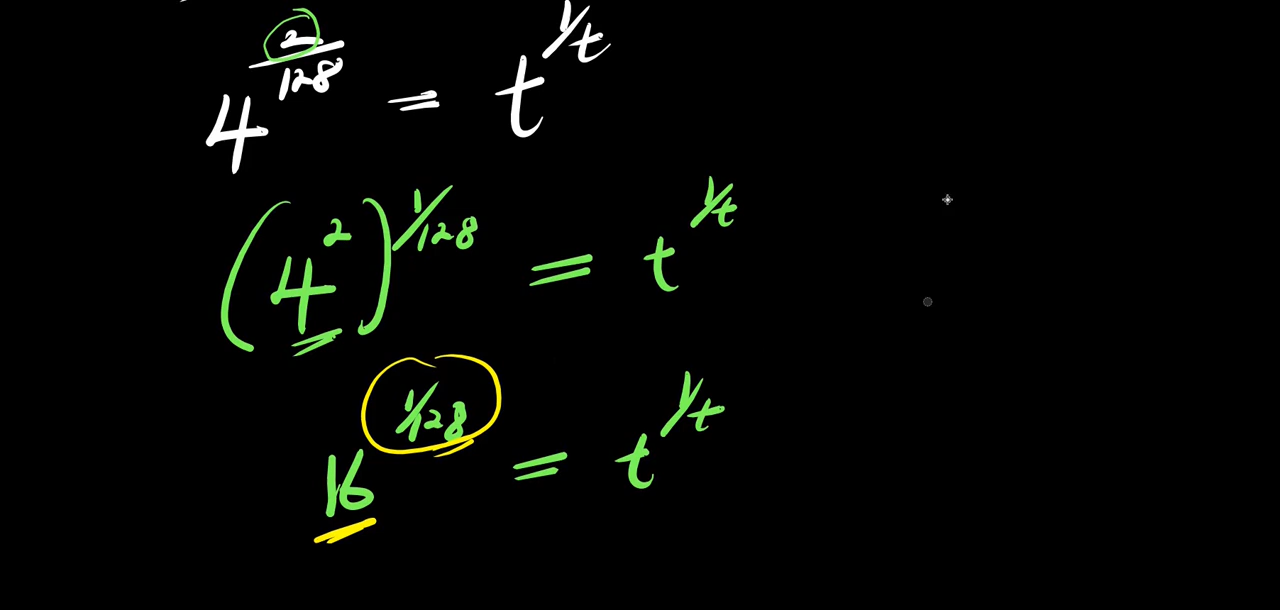 4^(2/128) = t^(1/t)
(4^2)^(1/128) = t^(1/t)
16^(1/128) = t^(1/t)